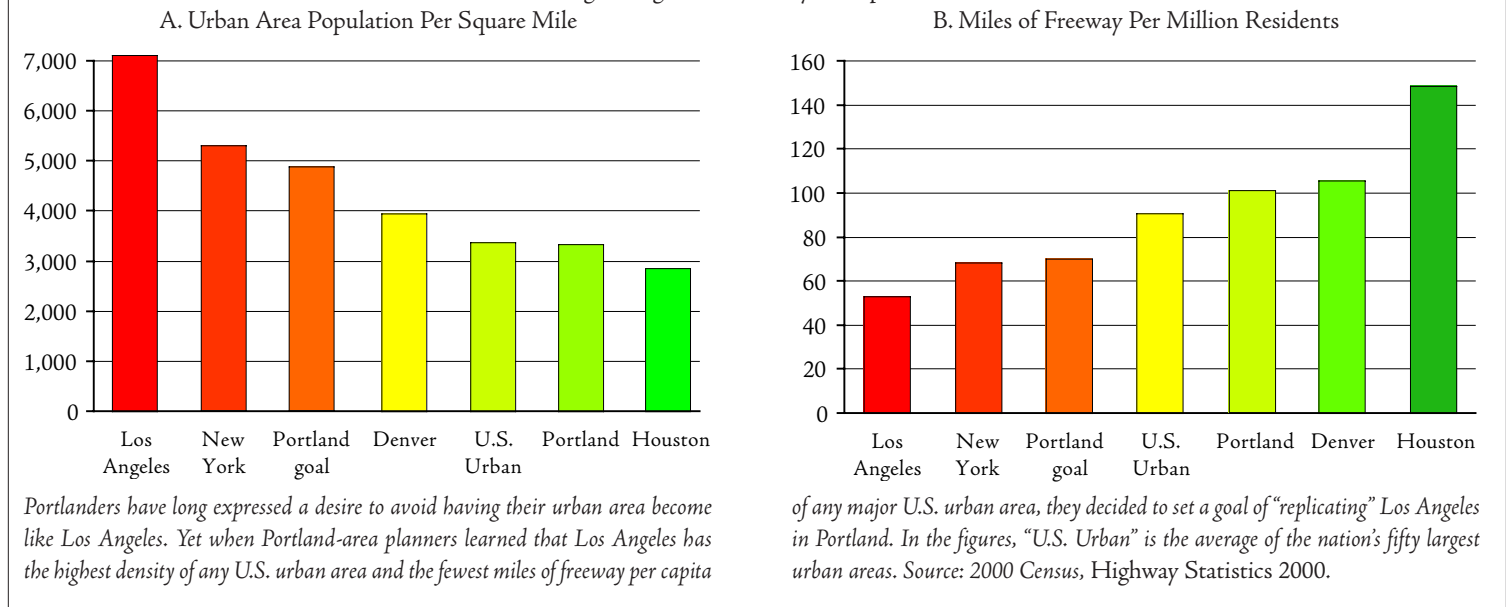 A. Urban Area Population Per Square Mile
7,000
6,000
5,000
4,000
3,000
2,000
1,000
0
Los Angeles
New York
Portland goal
Denver
U.S. Urban
Portland
Houston
B. Miles of Freeway Per Million Residents
160
140
120
100
80
60
40
20
0
Los Angeles
New York
Portland goal
U.S. Urban
Portland
Denver
Houston
Portlanders have long expressed a desire to avoid having their urban area become
like Los Angeles. Yet when Portland-area planners learned that Los Angeles has
the highest density of any U.S. urban area and the fewest miles of freeway per capita
of any major U.S. urban area, they decided to set a goal of “replicating” Los Angeles
in Portland. In the figures, “U.S. Urban” is the average of the nation’s fifty largest
urban areas. Source: 2000 Census, Highway Statistics 2000.